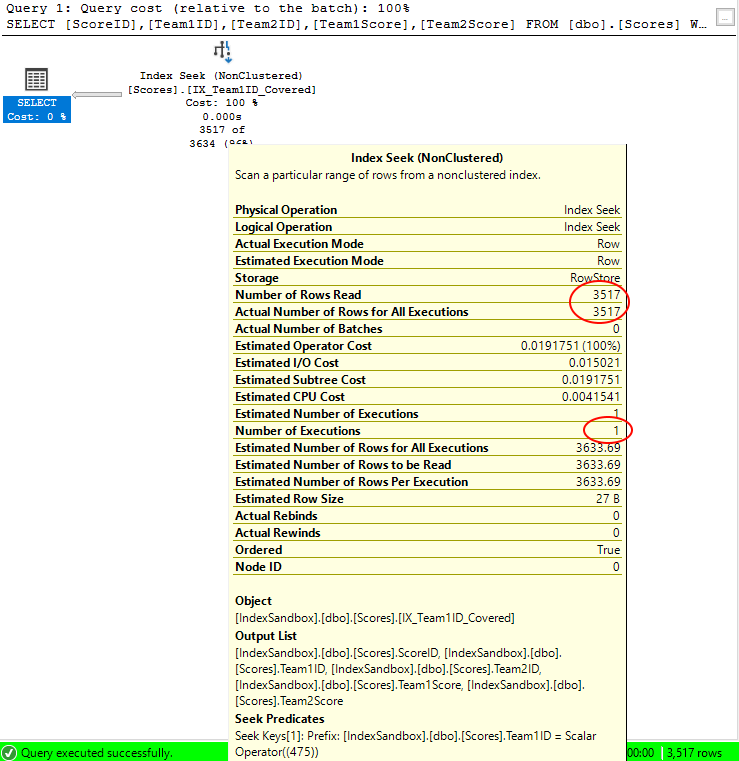 Query 1: Query cost (relative to the batch): 100%
SELECT [ScoreID],[Team1ID],[Team2ID],[Team1Score],[Team2Score] FROM [dbo].[Scores] W…
...
Index Seek (NonClustered)
[Scores].[IX_Team1ID_Covered]
SELECT
Cost: 100 %
Cost: 0 %
0.000s
3517 of
3634 (96%)
Index Seek (NonClustered)
Scan a particular range of rows from a nonclustered index.
Physical Operation Index Seek
Logical Operation Index Seek
Actual Execution Mode Row
Estimated Execution Mode Row
Storage RowStore
Number of Rows Read 3517
Actual Number of Rows for All Executions 3517
Actual Number of Batches 0
Estimated Operator Cost 0.0191751 (100%)
Estimated I/O Cost 0.015021
Estimated Subtree Cost 0.0191751
Estimated CPU Cost 0.0041541
Estimated Number of Executions 1
Number of Executions 1
Estimated Number of Rows for All Executions 3633.69
Estimated Number of Rows to be Read 3633.69
Estimated Number of Rows Per Execution 3633.69
Estimated Row Size 27 B
Actual Rebinds 0
Actual Rewinds 0
Ordered True
Node ID 0
Object
[IndexSandbox].[dbo].[Scores].[IX_Team1ID_Covered]
Output List
[IndexSandbox].[dbo].[Scores].ScoreID, [IndexSandbox].[dbo].
[Scores].Team1ID, [IndexSandbox].[dbo].[Scores].Team2ID,
[IndexSandbox].[dbo].[Scores].Team1Score, [IndexSandbox].[dbo].
[Scores].Team2Score
Seek Predicates
Seek Keys[1]: Prefix: [IndexSandbox].[dbo].[Scores].Team1ID = Scalar
Operator((475))
Query executed successfully.
00:00 3,517 rows